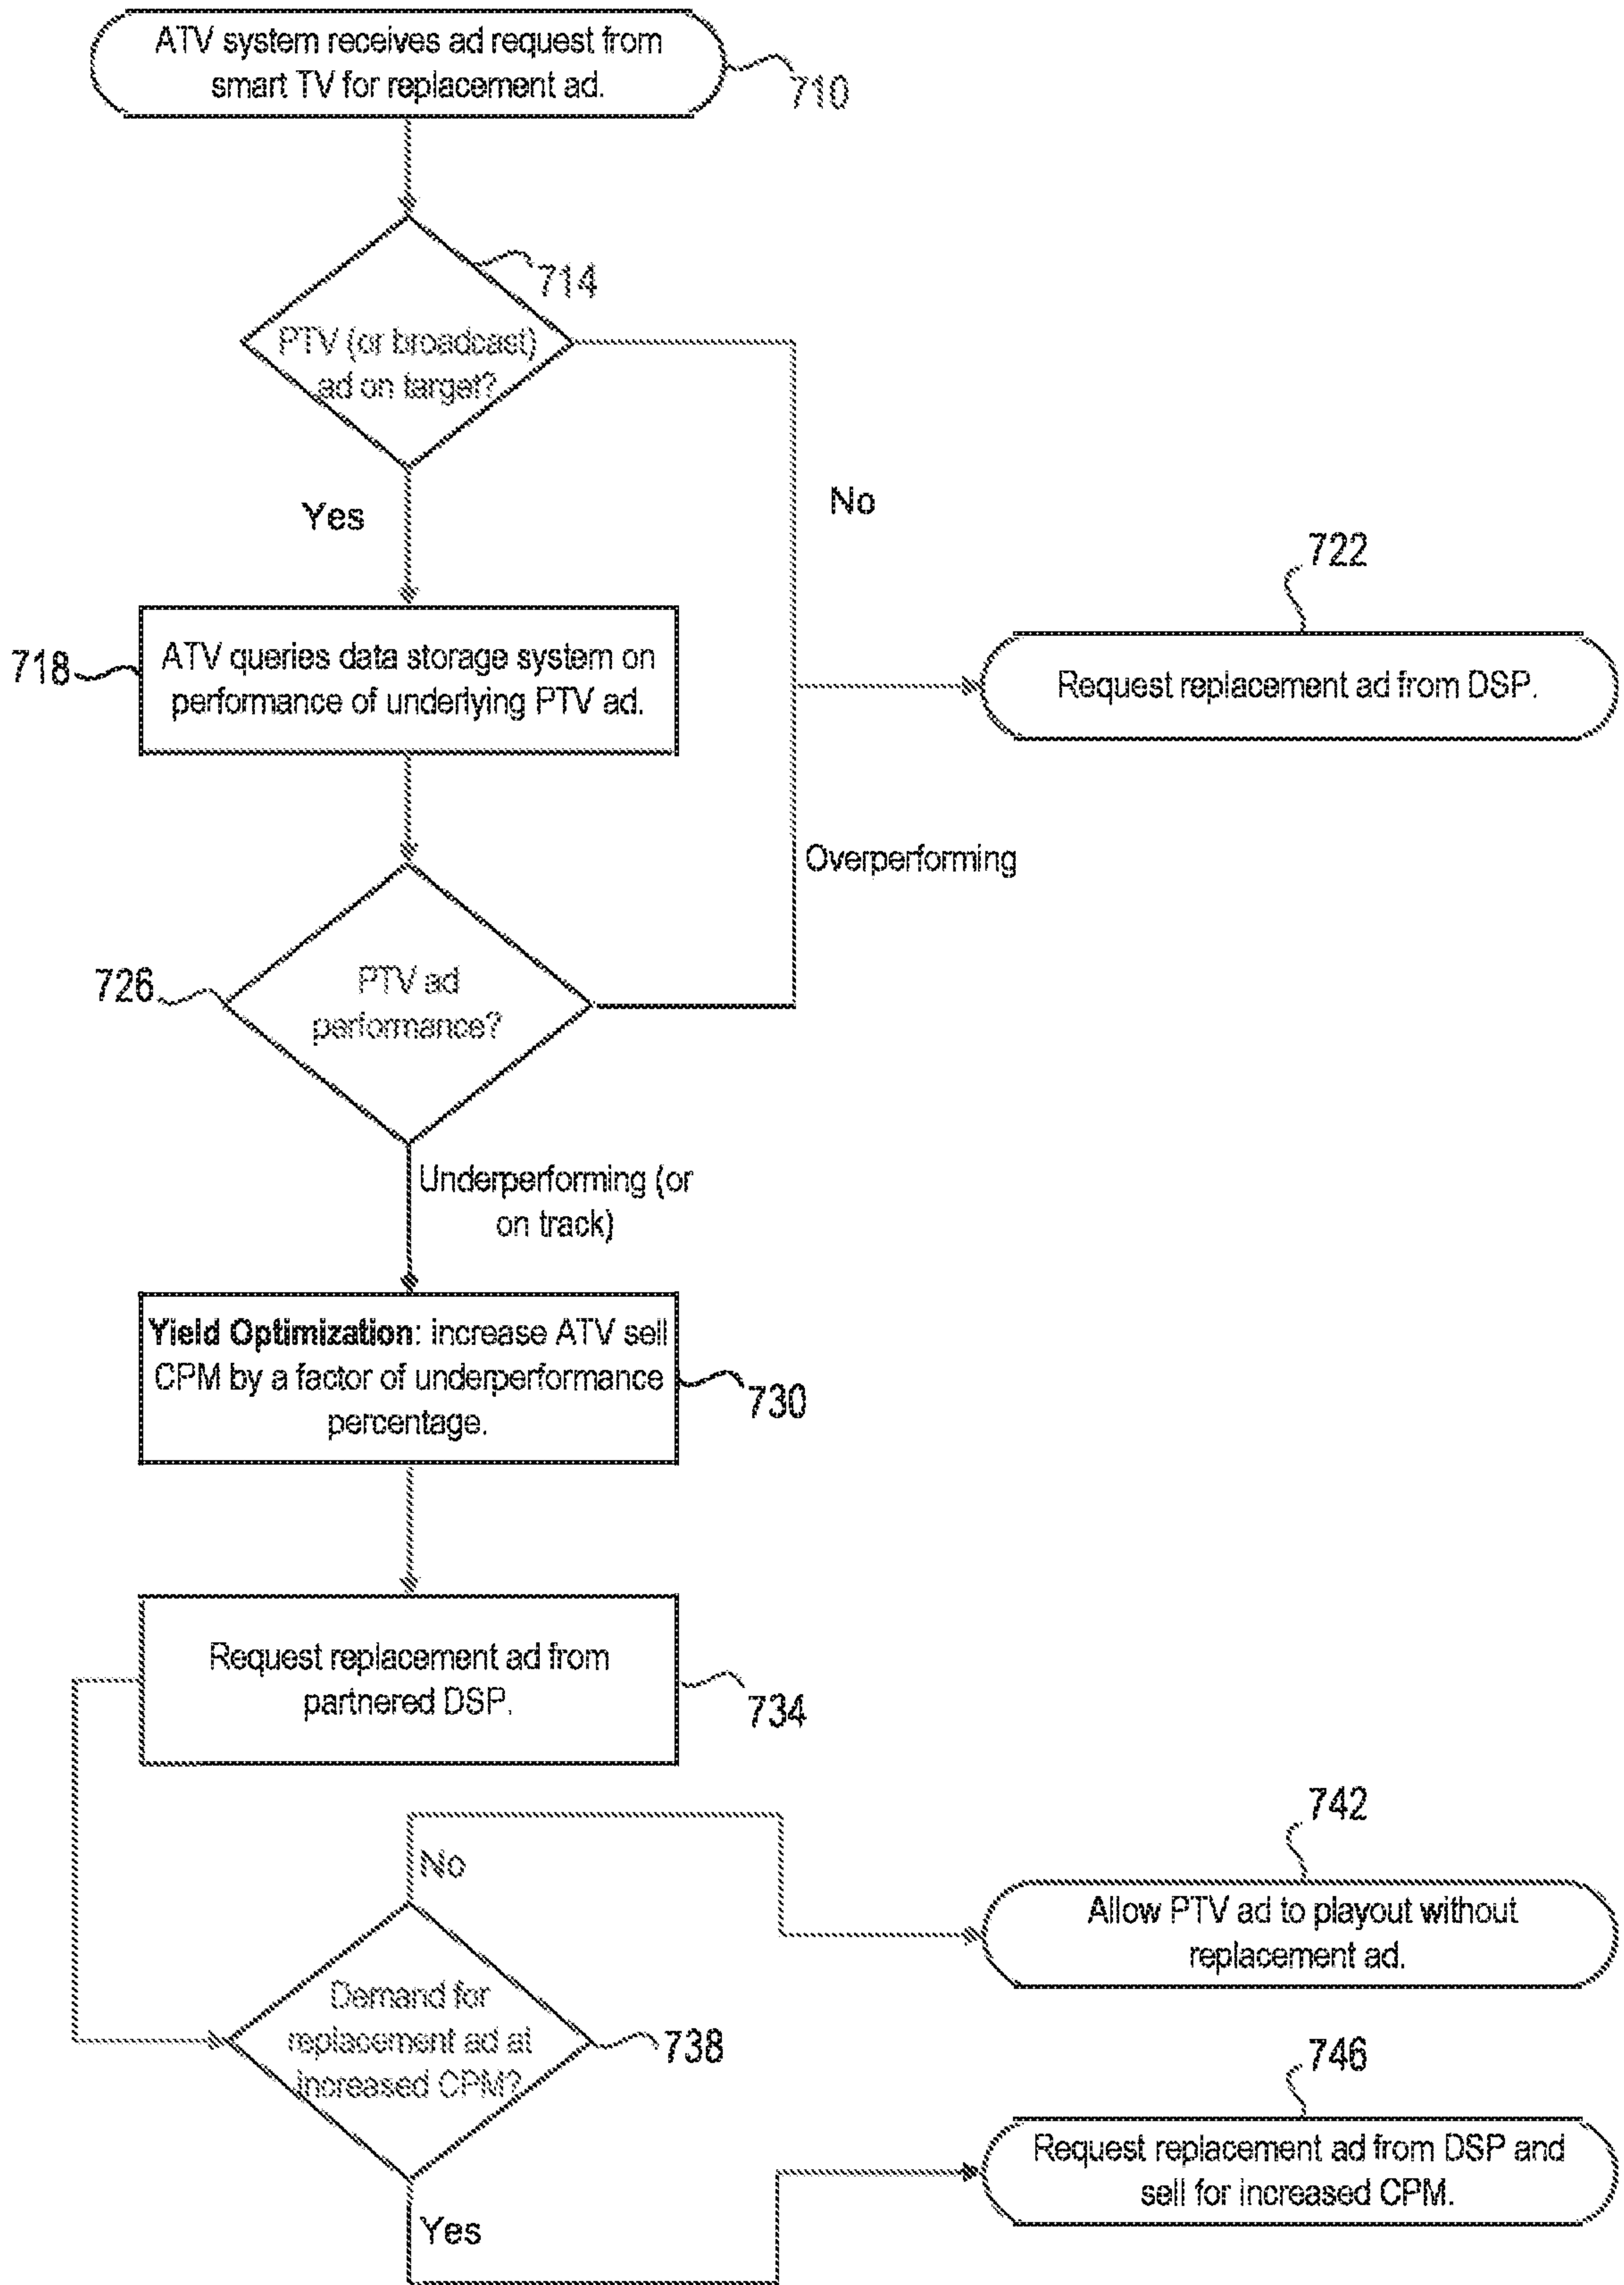 ATV system receives ad request from
smart TV for replacement ad.
710
714
PTV (or broadcast)
ad on target?
Yes
No
722
718
ATV queries data storage system on
performance of underlying PTV ad.
Request replacement ad from DSP.
Overperforming
726
PTV ad
performance?
Underperforming (or
on track)
Yield Optimization: increase ATV sell
CPM by a factor of underperformance
percentage.
730
Request replacement ad from
partnered DSP.
734
742
No
Allow PTV ad to playout without
replacement ad.
Demand for
replacement ad at
increased CPM?
738
746
Request replacement ad from DSP and
sell for increased CPM.
Yes